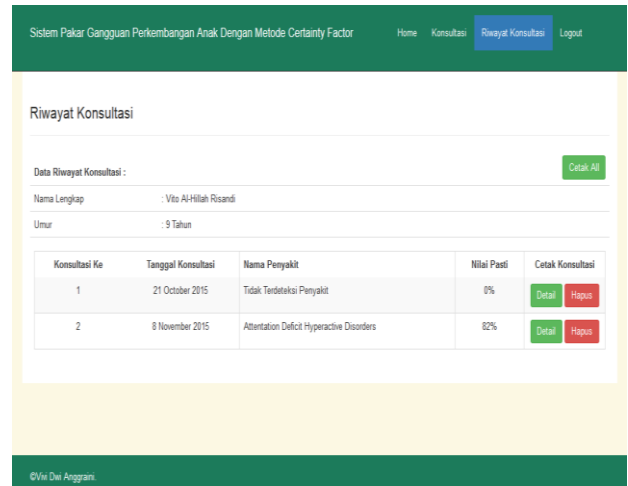 Sistem Pakar Gangguan Perkembangan Anak Dengan Metode Certainty Factor Home Konsultasi Riwayat Konsultasi Logout
Riwayat Konsultasi
Data Riwayat Konsultasi : Cetak All
Nama Lengkap : Vito Al-Hillah Risandi
Umur : 9 Tahun
Konsultasi Ke Tanggal Konsultasi Nama Penyakit Nilai Pasti Cetak Konsultasi
1 21 October 2015 Tidak Terdeteksi Penyakit 0% Detail Hapus
2 8 November 2015 Attentation Deficit Hyperactive Disorders 82% Detail Hapus
©Vivi Dwi Anggraini.